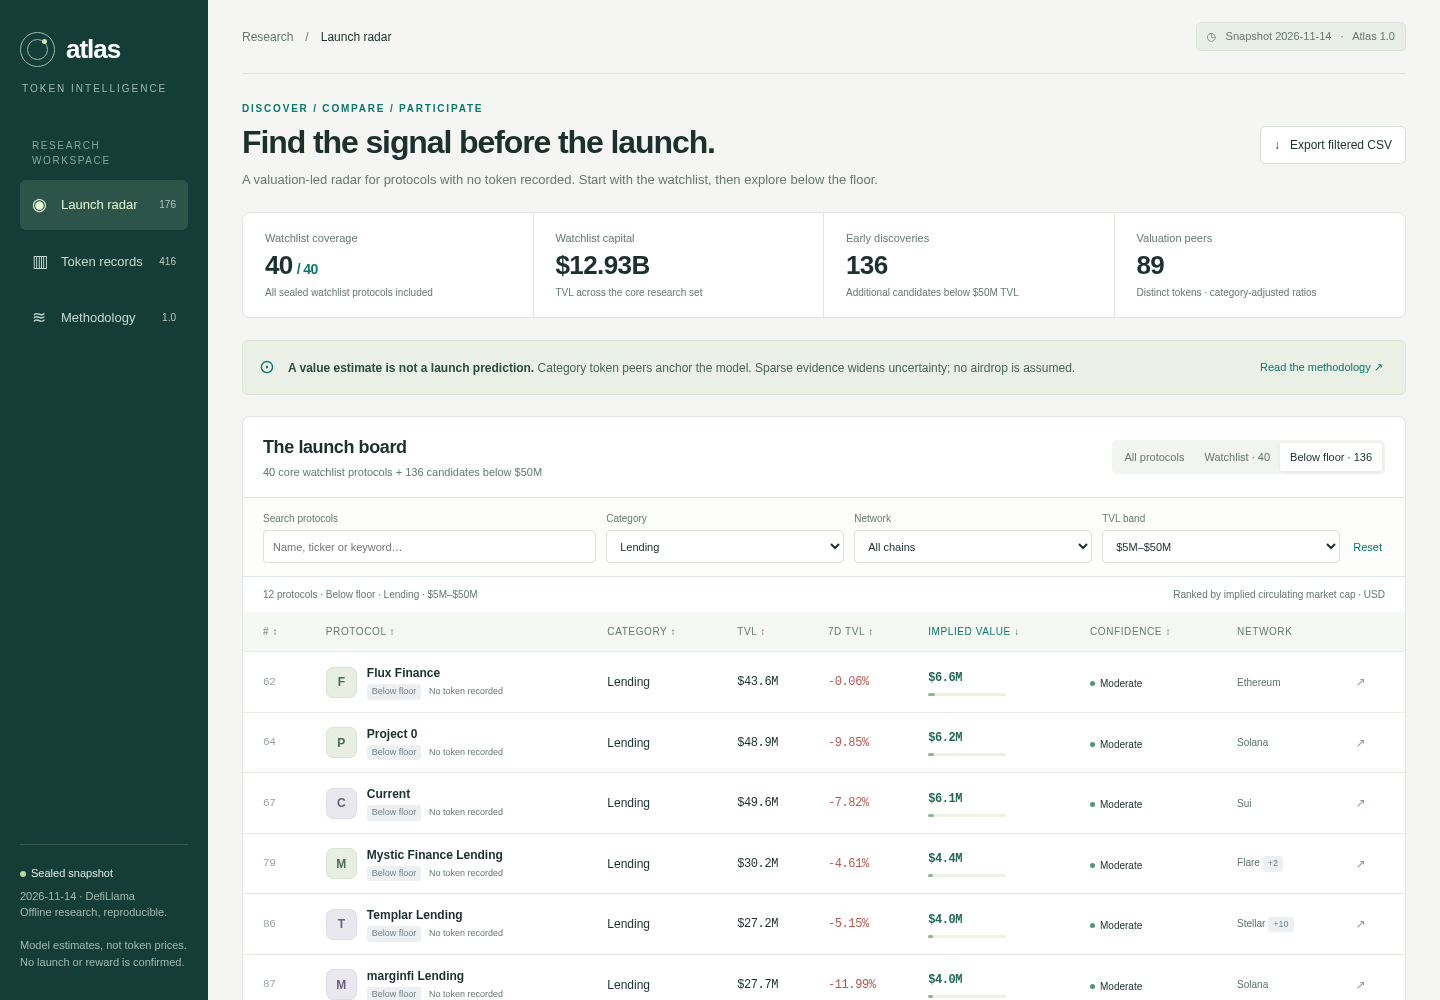 atlas
TOKEN INTELLIGENCE
RESEARCH
WORKSPACE
Launch radar 176
Token records 416
Methodology 1.0
Sealed snapshot
2026-11-14 · DefiLlama
Offline research, reproducible.
Model estimates, not token prices.
No launch or reward is confirmed.
Research / Launch radar
Snapshot 2026-11-14 · Atlas 1.0
DISCOVER / COMPARE / PARTICIPATE
Find the signal before the launch.
A valuation-led radar for protocols with no token recorded. Start with the watchlist, then explore below the floor.
↓ Export filtered CSV
Watchlist coverage
40 / 40
All sealed watchlist protocols included
Watchlist capital
$12.93B
TVL across the core research set
Early discoveries
136
Additional candidates below $50M TVL
Valuation peers
89
Distinct tokens · category-adjusted ratios
A value estimate is not a launch prediction. Category token peers anchor the model. Sparse evidence widens uncertainty; no airdrop is assumed.
Read the methodology ↗
The launch board
40 core watchlist protocols + 136 candidates below $50M
All protocols Watchlist · 40 Below floor · 136
Search protocols Category Network TVL band
Name, ticker or keyword… Lending All chains $5M–$50M Reset
12 protocols · Below floor · Lending · $5M–$50M
Ranked by implied circulating market cap · USD
# ↕ PROTOCOL ↕ CATEGORY ↕ TVL ↕ 7D TVL ↕ IMPLIED VALUE ↓ CONFIDENCE ↕ NETWORK
62 F Flux Finance Below floor No token recorded Lending $43.6M -0.06% $6.6M Moderate Ethereum ↗
64 P Project 0 Below floor No token recorded Lending $48.9M -9.85% $6.2M Moderate Solana ↗
67 C Current Below floor No token recorded Lending $49.6M -7.82% $6.1M Moderate Sui ↗
79 M Mystic Finance Lending Below floor No token recorded Lending $30.2M -4.61% $4.4M Moderate Flare +2 ↗
86 T Templar Lending Below floor No token recorded Lending $27.2M -5.15% $4.0M Moderate Stellar +10 ↗
87 M marginfi Lending Below floor No token recorded Lending $27.7M -11.99% $4.0M Moderate Solana ↗